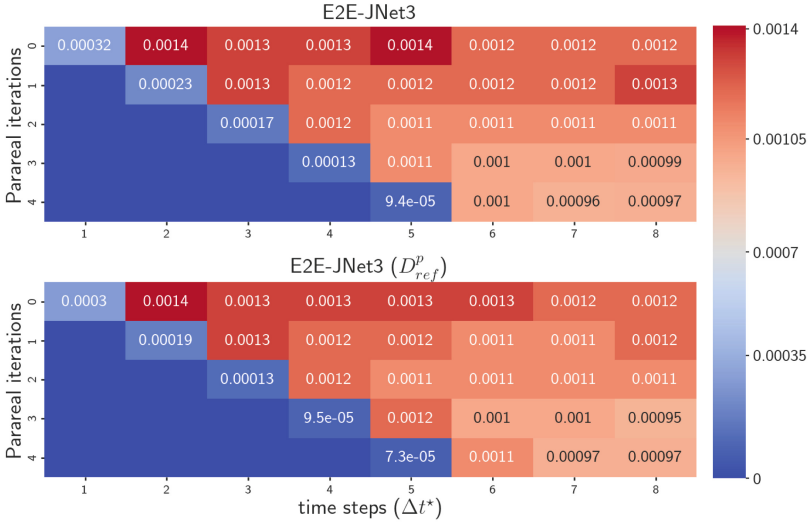 E2E-JNet3
Parareal iterations
0 0.00032 0.0014 0.0013 0.0013 0.0014 0.0012 0.0012 0.0012
1 0.00023 0.0013 0.0012 0.0012 0.0012 0.0012 0.0013
2 0.00017 0.0012 0.0011 0.0011 0.0011 0.0011
3 0.00013 0.0011 0.001 0.001 0.00099
4 9.4e-05 0.001 0.00096 0.00097
1 2 3 4 5 6 7 8
E2E-JNet3 ($D^{p}_{ref}$)
Parareal iterations
0 0.0003 0.0014 0.0013 0.0013 0.0013 0.0013 0.0012 0.0012
1 0.00019 0.0013 0.0012 0.0012 0.0011 0.0011 0.0012
2 0.00013 0.0012 0.0011 0.0011 0.0011 0.0011
3 9.5e-05 0.0012 0.001 0.001 0.00095
4 7.3e-05 0.0011 0.00097 0.00097
1 2 3 4 5 6 7 8
time steps ($\Delta t^{\star}$)
0.0014
0.00105
0.0007
0.00035
0